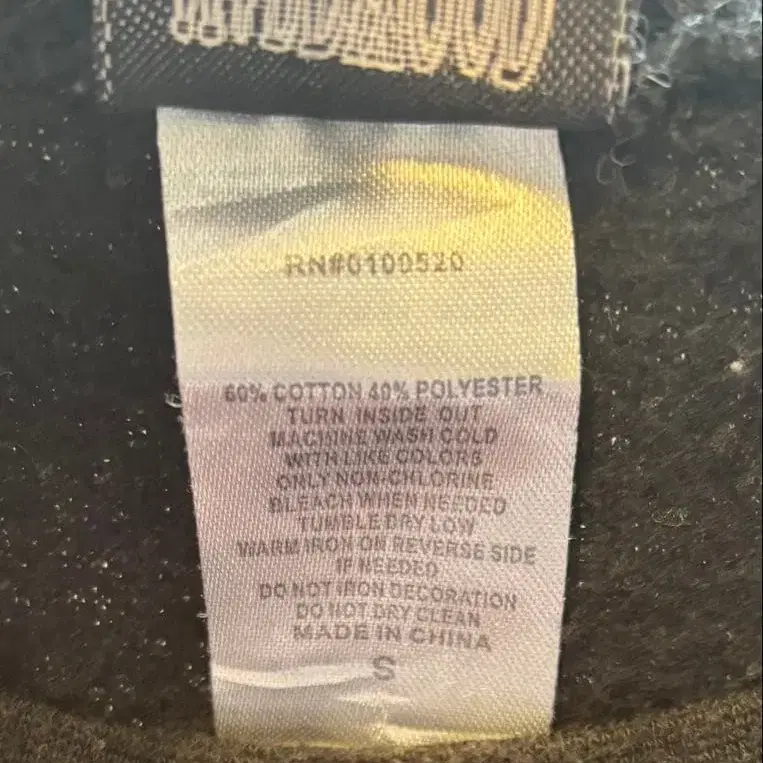 RN#0100520
60% COTTON 40% POLYESTER
TURN INSIDE OUT
MACHINE WASH COLD
WITH LIKE COLORS
ONLY NON-CHLORINE
BLEACH WHEN NEEDED
TUMBLE DRY LOW
WARM IRON ON REVERSE SIDE
IF NEEDED
DO NOT IRON DECORATION
DO NOT DRY CLEAN
MADE IN CHINA
S